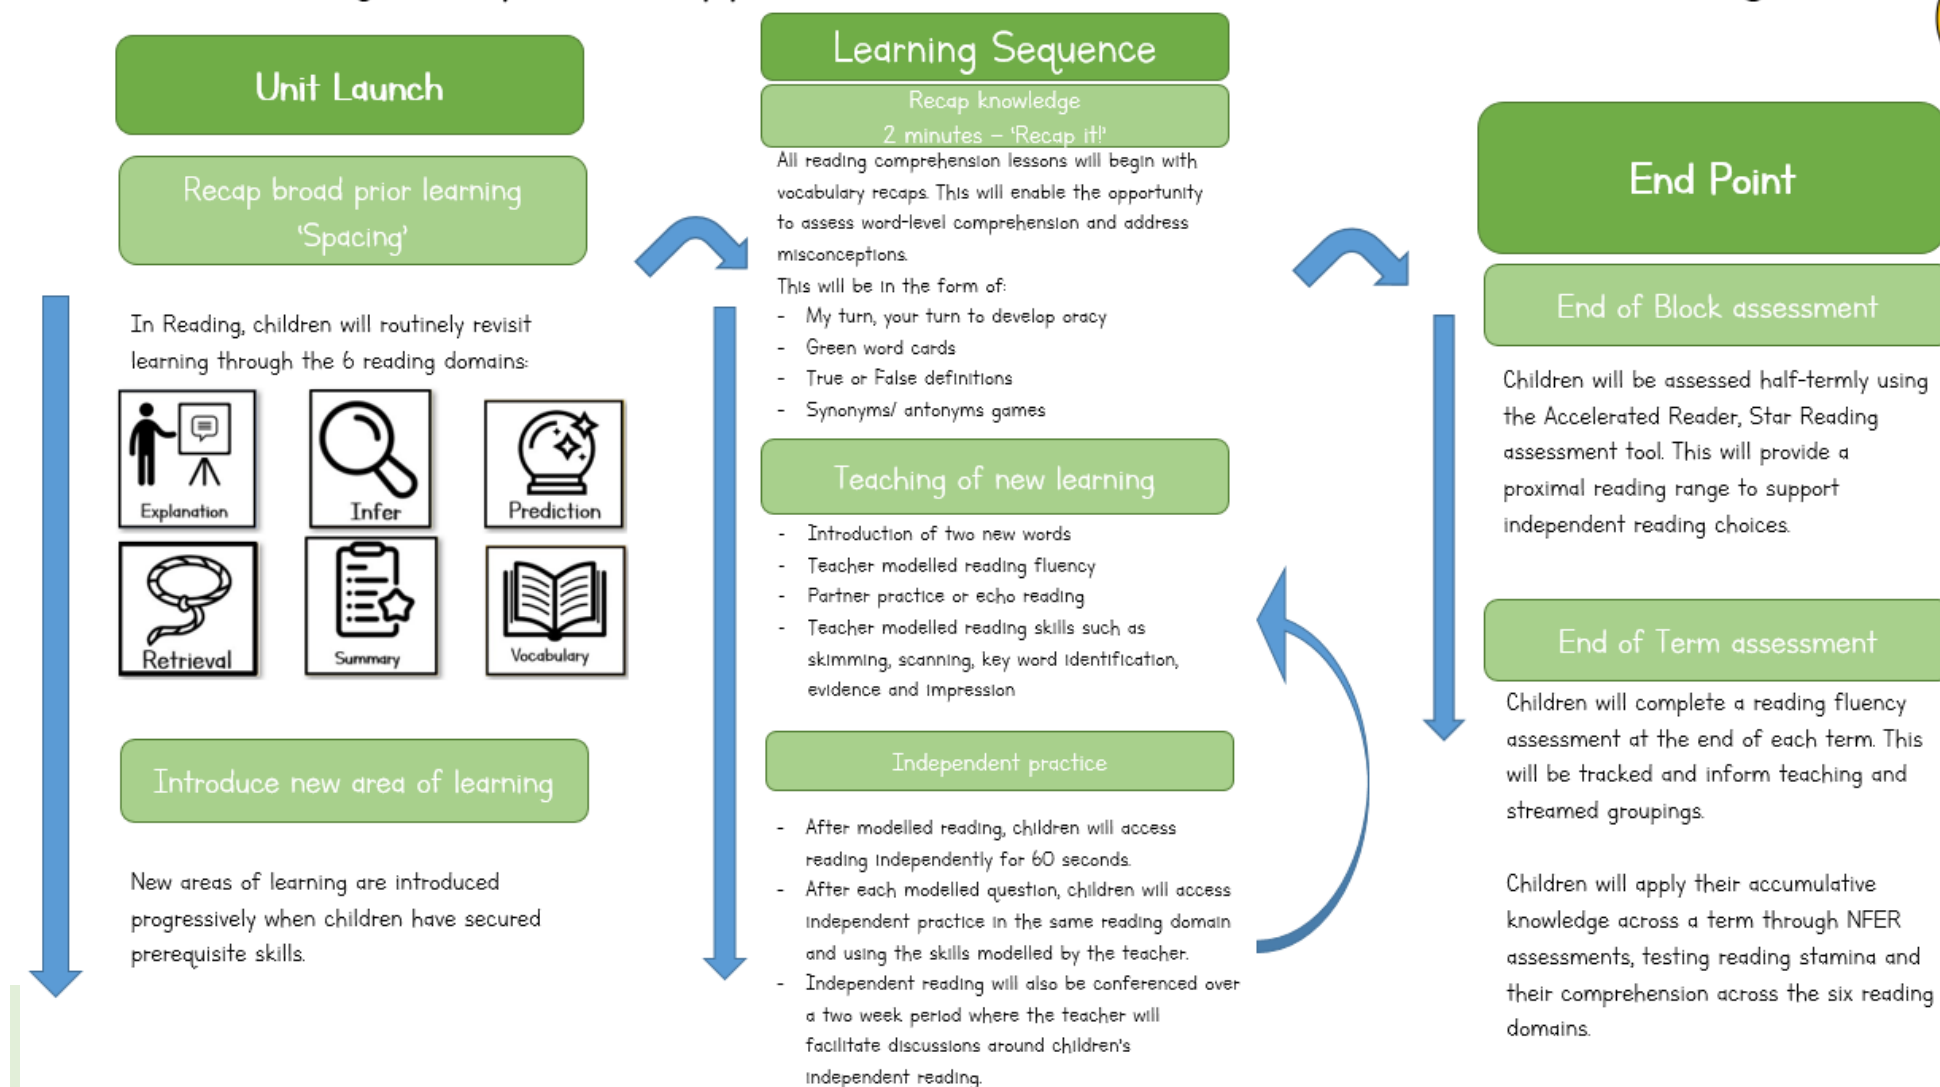 Unit Launch
Recap broad prior learning
'Spacing'
In Reading, children will routinely revisit
learning through the 6 reading domains:
Explanation
Infer
Prediction
Retrieval
Summary
Vocabulary
Introduce new area of learning
New areas of learning are introduced
progressively when children have secured
prerequisite skills.
Learning Sequence
Recap knowledge
2 minutes – 'Recap it!'
All reading comprehension lessons will begin with
vocabulary recaps. This will enable the opportunity
to assess word-level comprehension and address
misconceptions.
This will be in the form of:
- My turn, your turn to develop oracy
- Green word cards
- True or False definitions
- Synonyms/ antonyms games
Teaching of new learning
- Introduction of two new words
- Teacher modelled reading fluency
- Partner practice or echo reading
- Teacher modelled reading skills such as
skimming, scanning, key word identification,
evidence and impression
Independent practice
- After modelled reading, children will access
reading independently for 60 seconds.
- After each modelled question, children will access
independent practice in the same reading domain
and using the skills modelled by the teacher.
- Independent reading will also be conferenced over
a two week period where the teacher will
facilitate discussions around children's
independent reading.
End Point
End of Block assessment
Children will be assessed half-termly using
the Accelerated Reader, Star Reading
assessment tool. This will provide a
proximal reading range to support
independent reading choices.
End of Term assessment
Children will complete a reading fluency
assessment at the end of each term. This
will be tracked and inform teaching and
streamed groupings.
Children will apply their accumulative
knowledge across a term through NFER
assessments, testing reading stamina and
their comprehension across the six reading
domains.